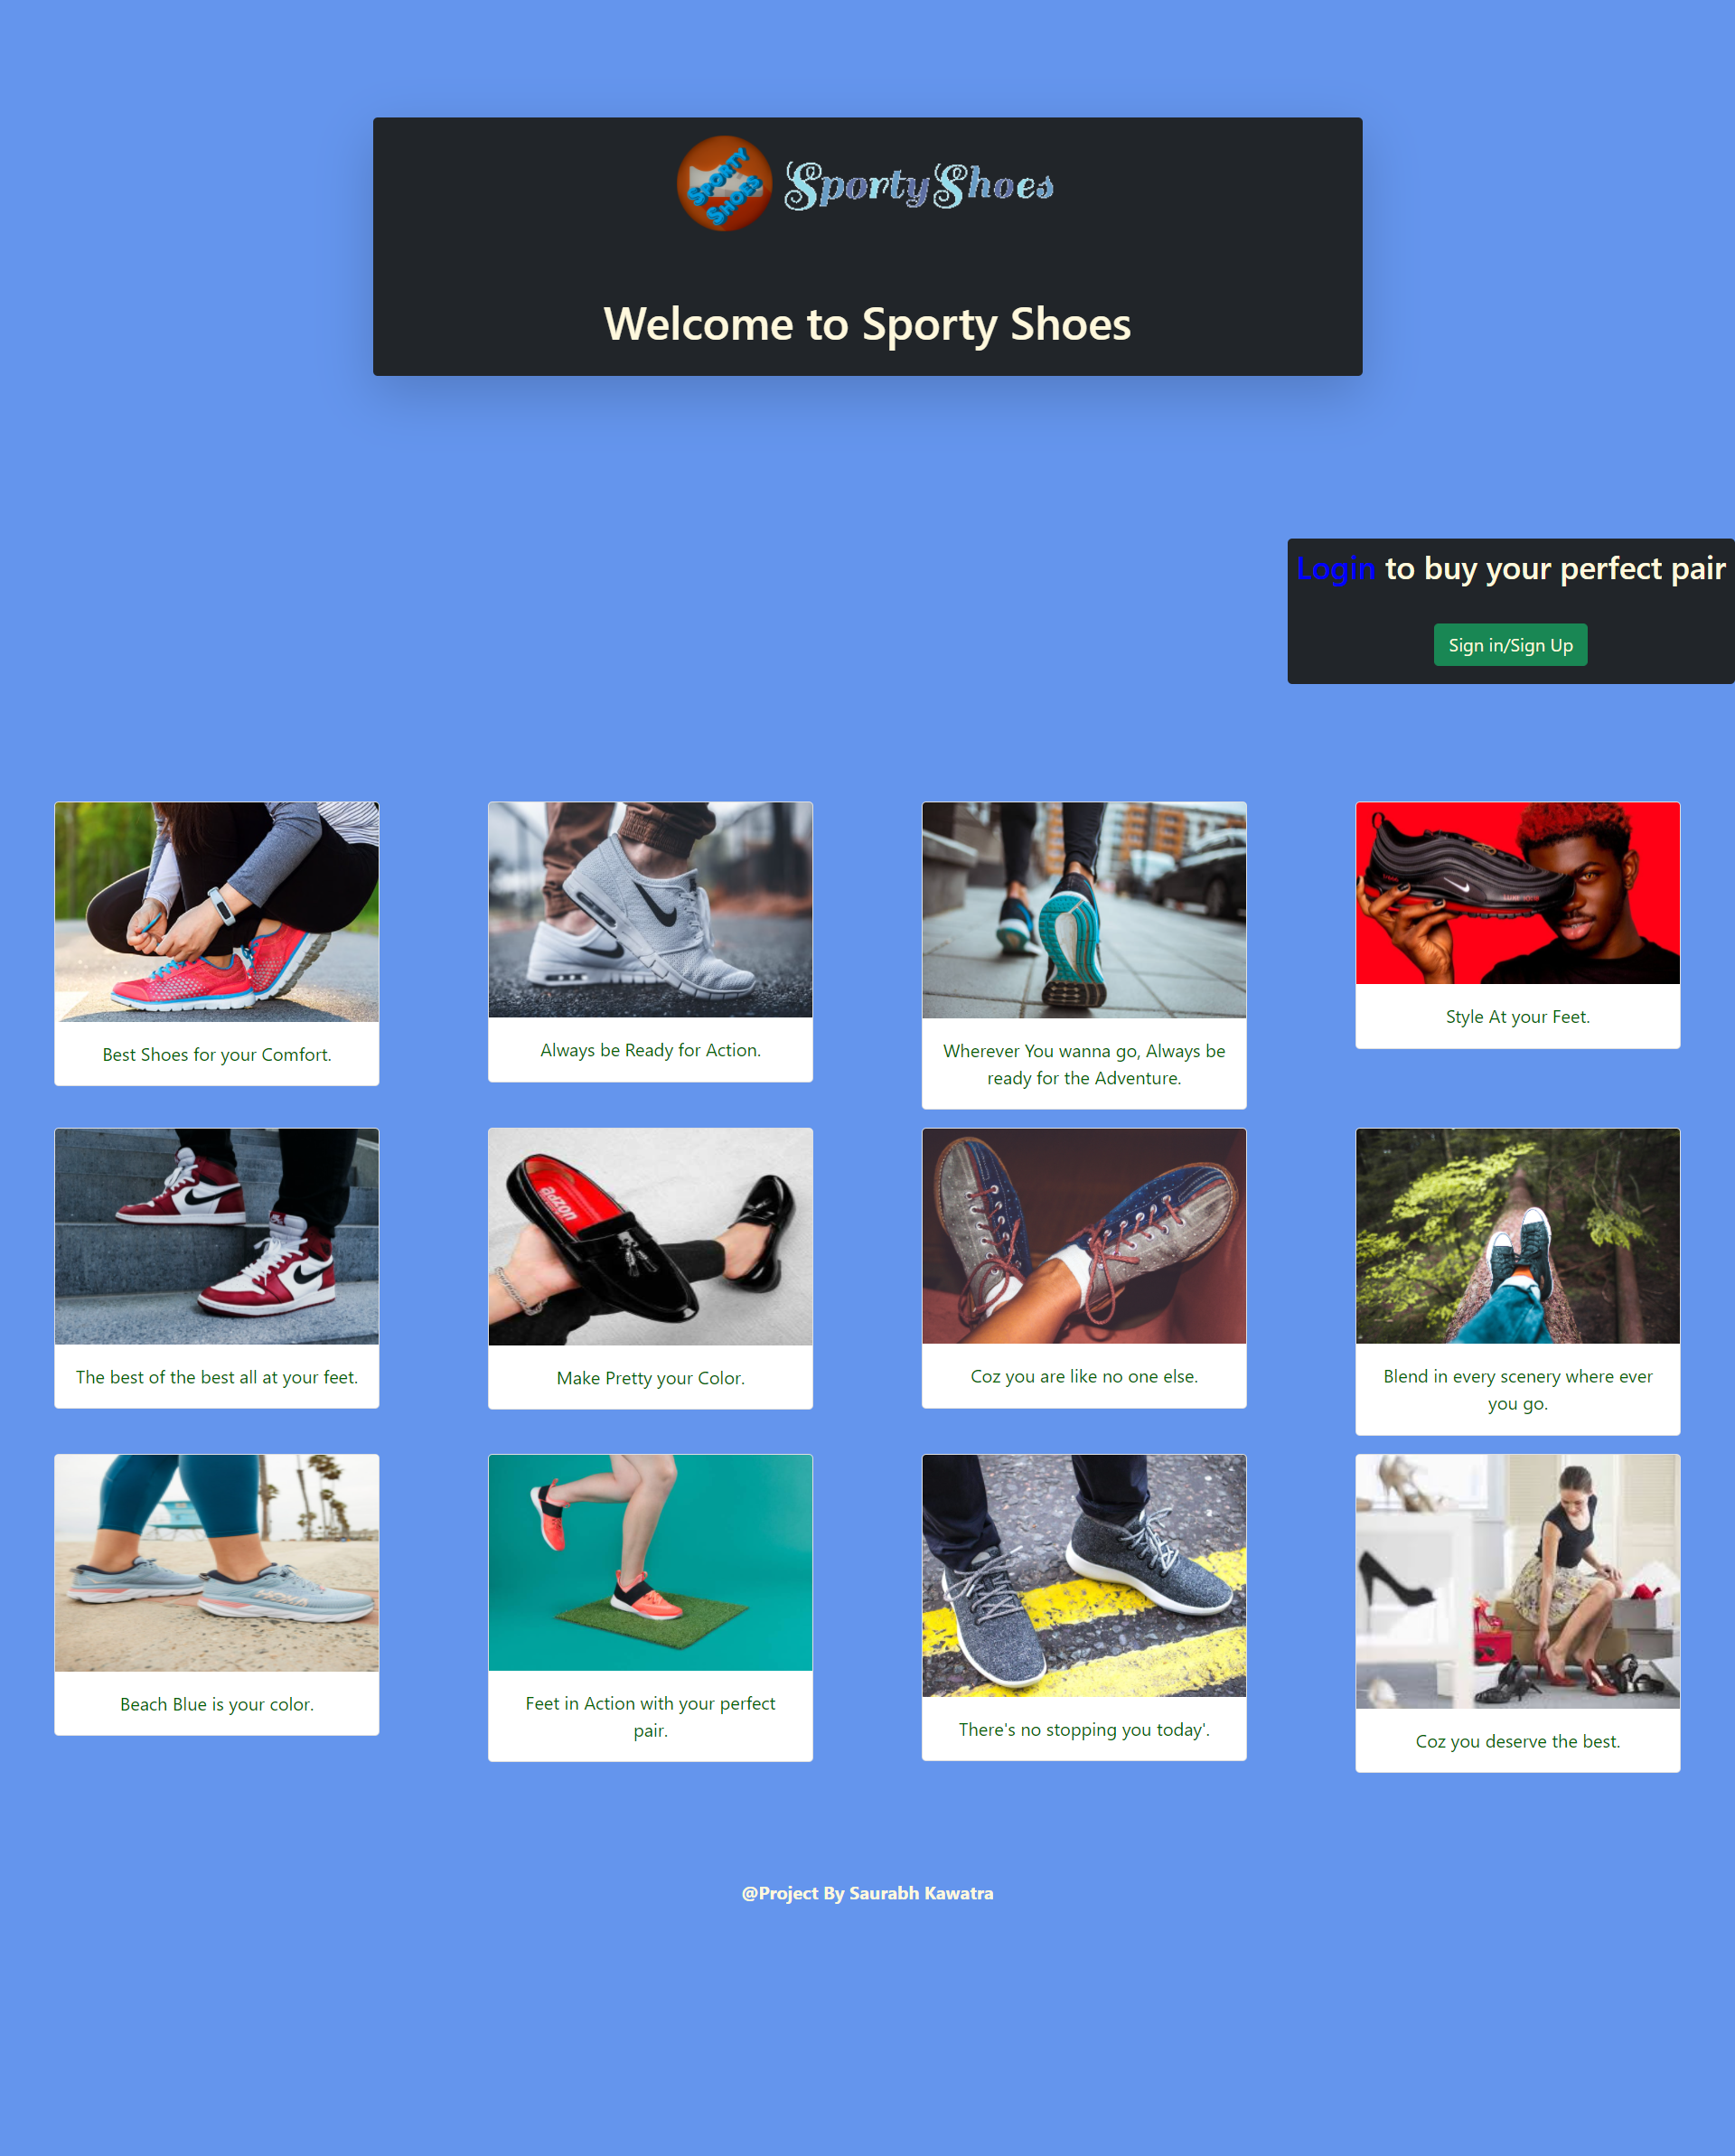 SPORTY
SHOES
SportyShoes
Welcome to Sporty Shoes
Login to buy your perfect pair
Sign in/Sign Up
Best Shoes for your Comfort.
Always be Ready for Action.
Wherever You wanna go, Always be
ready for the Adventure.
Style At your Feet.
adzon
The best of the best all at your feet.
Make Pretty your Color.
Coz you are like no one else.
Blend in every scenery where ever
you go.
Beach Blue is your color.
Feet in Action with your perfect
pair.
There's no stopping you today'.
Coz you deserve the best.
@Project By Saurabh Kawatra